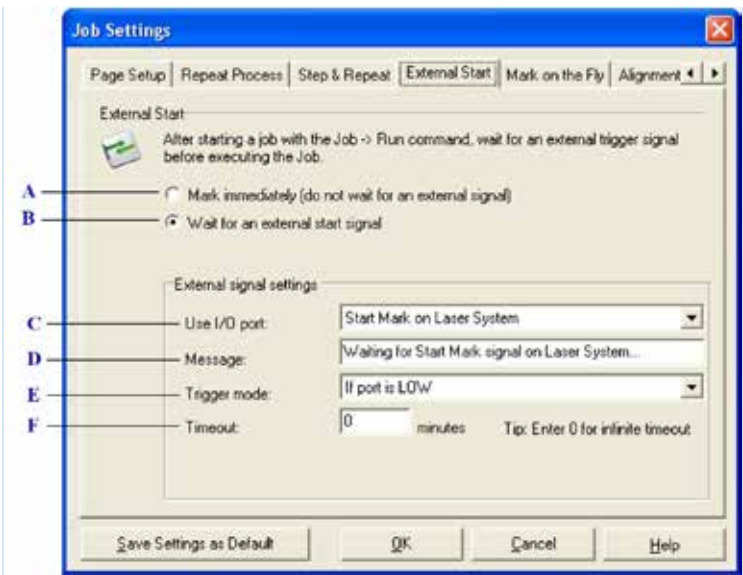 Job Settings
Page Setup Repeat Process Step & Repeat External Start Mark on the Fly Alignment
External Start
After starting a job with the Job -> Run command, wait for an external trigger signal
before executing the Job.
A Mark immediately (do not wait for an external signal)
B Wait for an external start signal
External signal settings
C Use I/O port: Start Mark on Laser System
D Message: Waiting for Start Mark signal on Laser System...
E Trigger mode: If port is LOW
F Timeout: 0 minutes Tip: Enter 0 for infinite timeout
Save Settings as Default OK Cancel Help